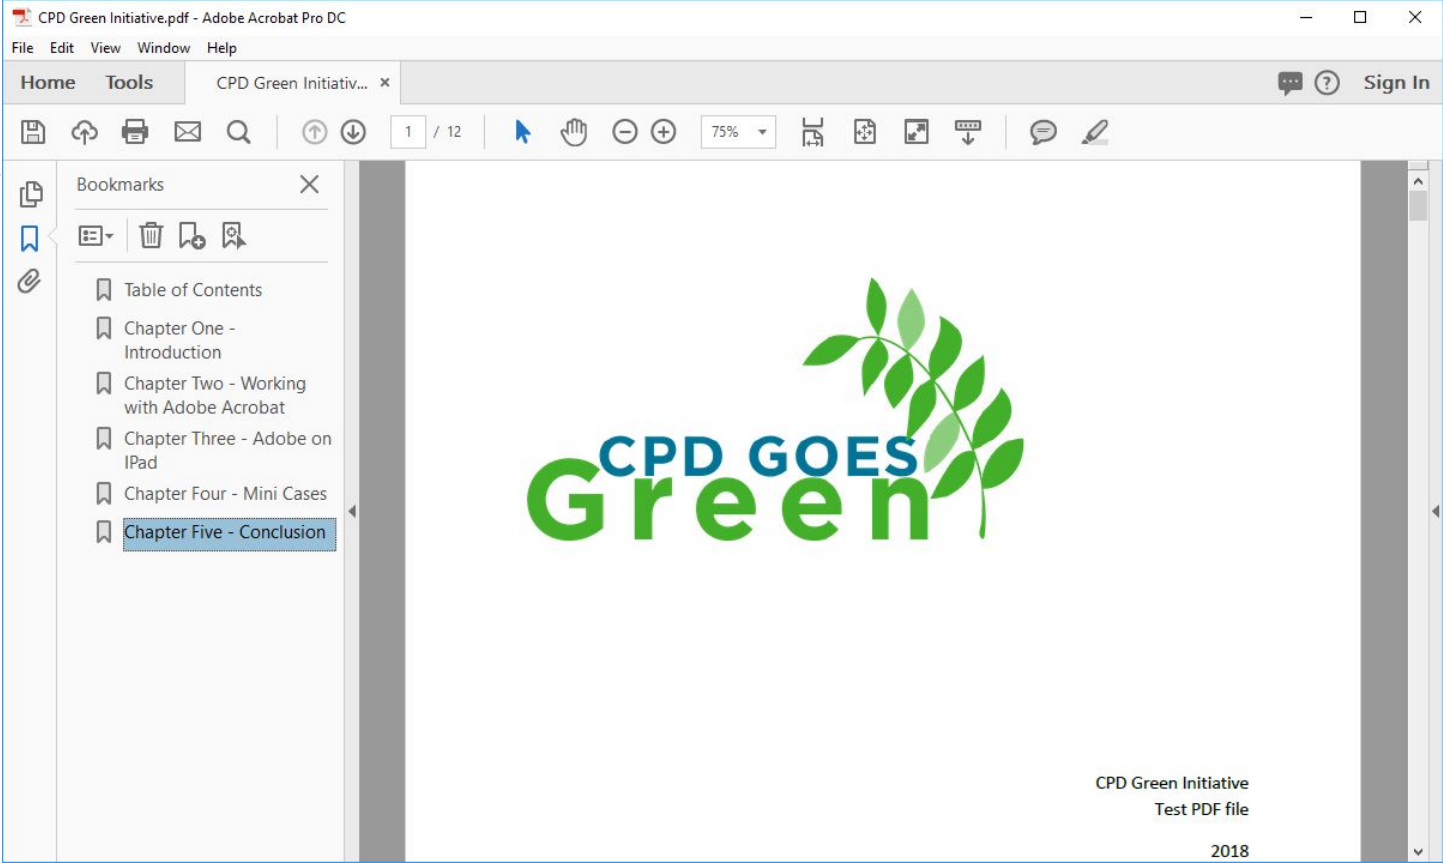 CPD Green Initiative.pdf - Adobe Acrobat Pro DC
File Edit View Window Help
Home Tools CPD Green Initiativ... × Sign In
1 / 12 75%
Bookmarks
Table of Contents
Chapter One -
Introduction
Chapter Two - Working
with Adobe Acrobat
Chapter Three - Adobe on
IPad
Chapter Four - Mini Cases
Chapter Five - Conclusion
CPD GOES
Green
CPD Green Initiative
Test PDF file
2018